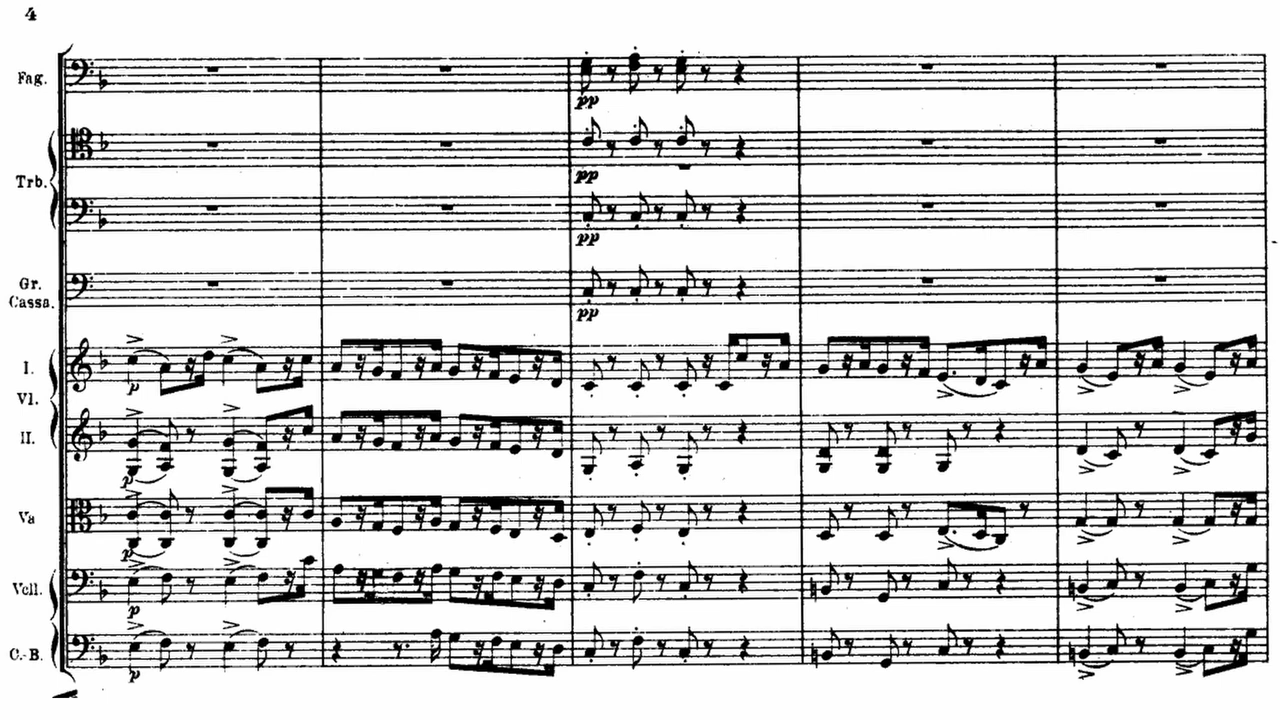 4
Fag.
pp
pp
Trb.
pp
Gr.
Cassa.
pp
I.
p
Vl.
II.
p
Va
p
Vcll.
p
C.-B.
p